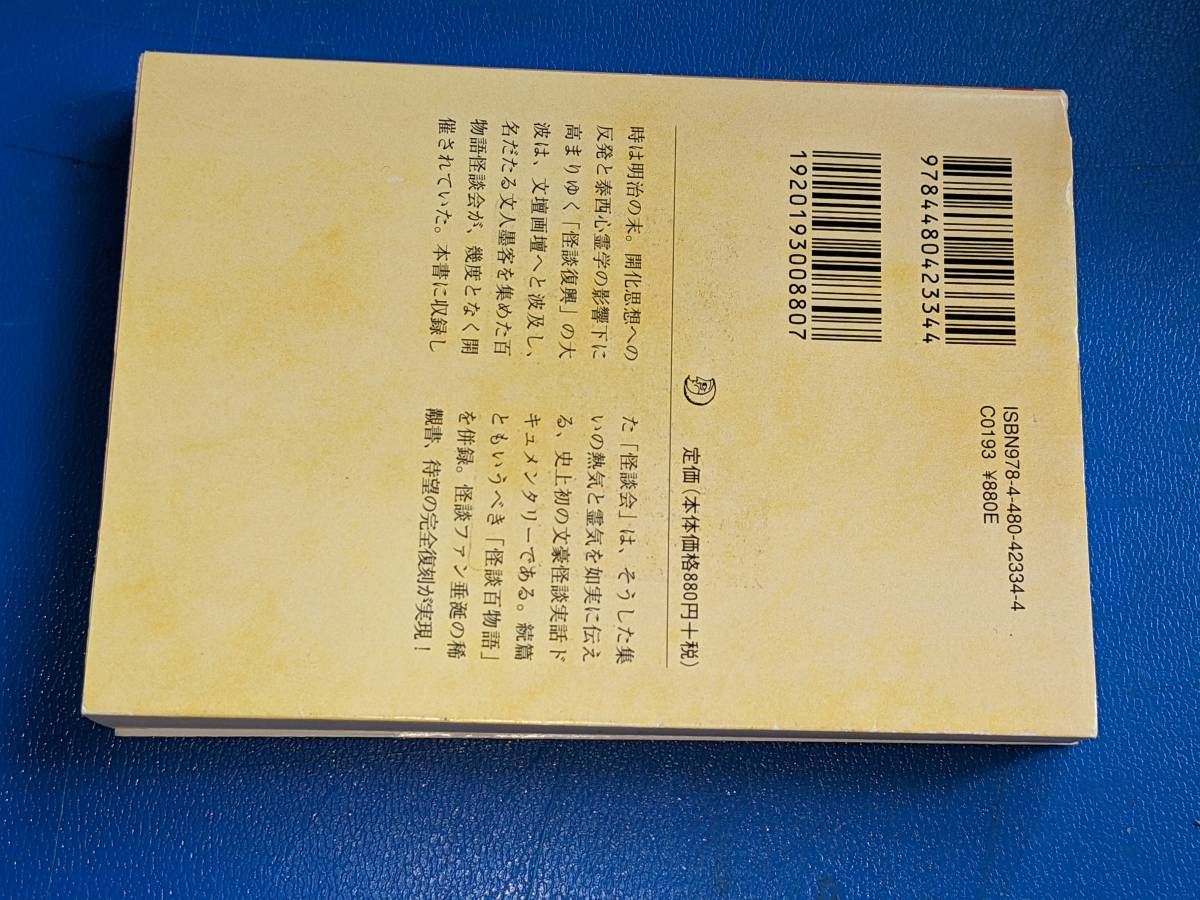 9784480423344
1920193008807
ISBN978-4-480-42334-4
C0193 ¥880E
定価(本体価格880円+税)
時は明治の末。開化思想への
反発と泰西心霊学の影響下に
高まりゆく「怪談復興」の大
波は、文壇画壇へと波及し、
名だたる文人墨客を集めた百
物語怪談会が、幾度となく開
催されていた。本書に収録し
た「怪談会」は、そうした集
いの熱気と霊気を如実に伝え
る、史上初の文豪怪談実話ド
キュメンタリーである。続篇
ともいうべき「怪談百物語」
を併録。怪談ファン垂涎の稀
覯書、待望の完全復刻が実現！